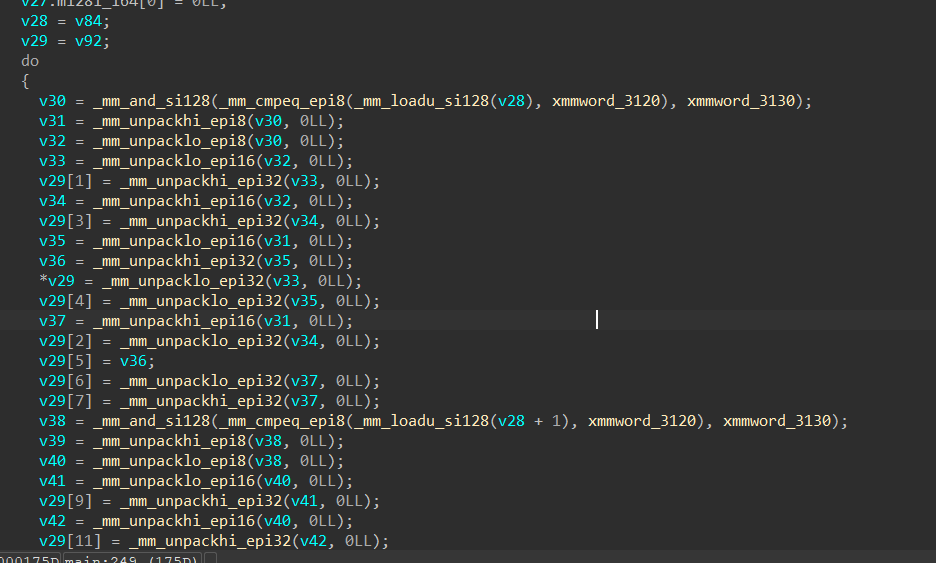 v27.m128i_i64[0] = 0LL;
v28 = v84;
v29 = v92;
do
{
v30 = _mm_and_si128(_mm_cmpeq_epi8(_mm_loadu_si128(v28), xmmword_3120), xmmword_3130);
v31 = _mm_unpackhi_epi8(v30, 0LL);
v32 = _mm_unpacklo_epi8(v30, 0LL);
v33 = _mm_unpacklo_epi16(v32, 0LL);
v29[1] = _mm_unpackhi_epi32(v33, 0LL);
v34 = _mm_unpackhi_epi16(v32, 0LL);
v29[3] = _mm_unpackhi_epi32(v34, 0LL);
v35 = _mm_unpacklo_epi16(v31, 0LL);
v36 = _mm_unpackhi_epi32(v35, 0LL);
*v29 = _mm_unpacklo_epi32(v33, 0LL);
v29[4] = _mm_unpacklo_epi32(v35, 0LL);
v37 = _mm_unpackhi_epi16(v31, 0LL);
v29[2] = _mm_unpacklo_epi32(v34, 0LL);
v29[5] = v36;
v29[6] = _mm_unpacklo_epi32(v37, 0LL);
v29[7] = _mm_unpackhi_epi32(v37, 0LL);
v38 = _mm_and_si128(_mm_cmpeq_epi8(_mm_loadu_si128(v28 + 1), xmmword_3120), xmmword_3130);
v39 = _mm_unpackhi_epi8(v38, 0LL);
v40 = _mm_unpacklo_epi8(v38, 0LL);
v41 = _mm_unpacklo_epi16(v40, 0LL);
v29[9] = _mm_unpackhi_epi32(v41, 0LL);
v42 = _mm_unpackhi_epi16(v40, 0LL);
v29[11] = _mm_unpackhi_epi32(v42, 0LL);
000175D main:249 (175D)